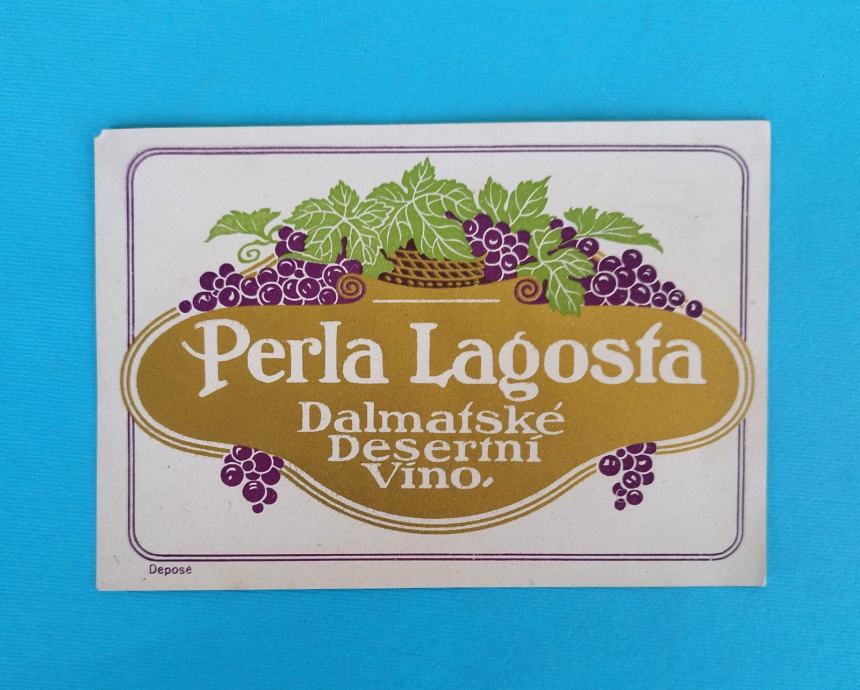 Perla Lagosta
Dalmatské
Desertní
Víno.
Deposé